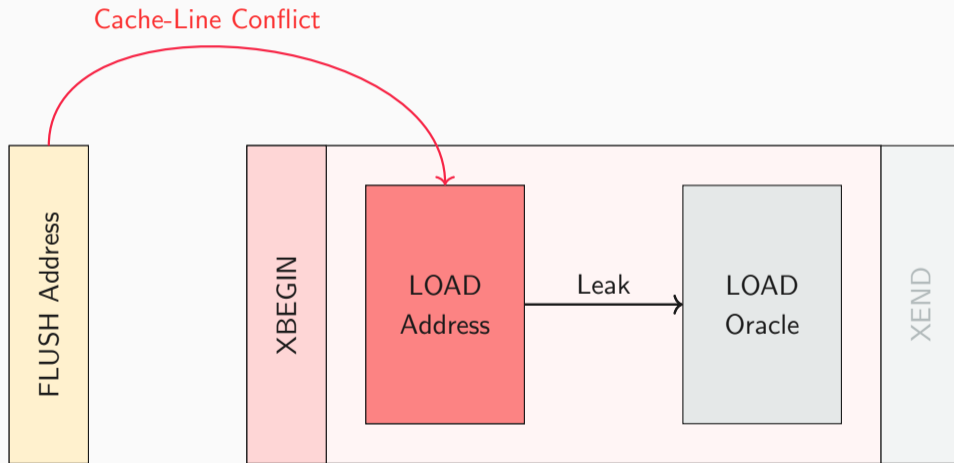 Cache-Line Conflict
FLUSH Address
XBEGIN
LOAD
Address
Leak
LOAD
Oracle
XEND